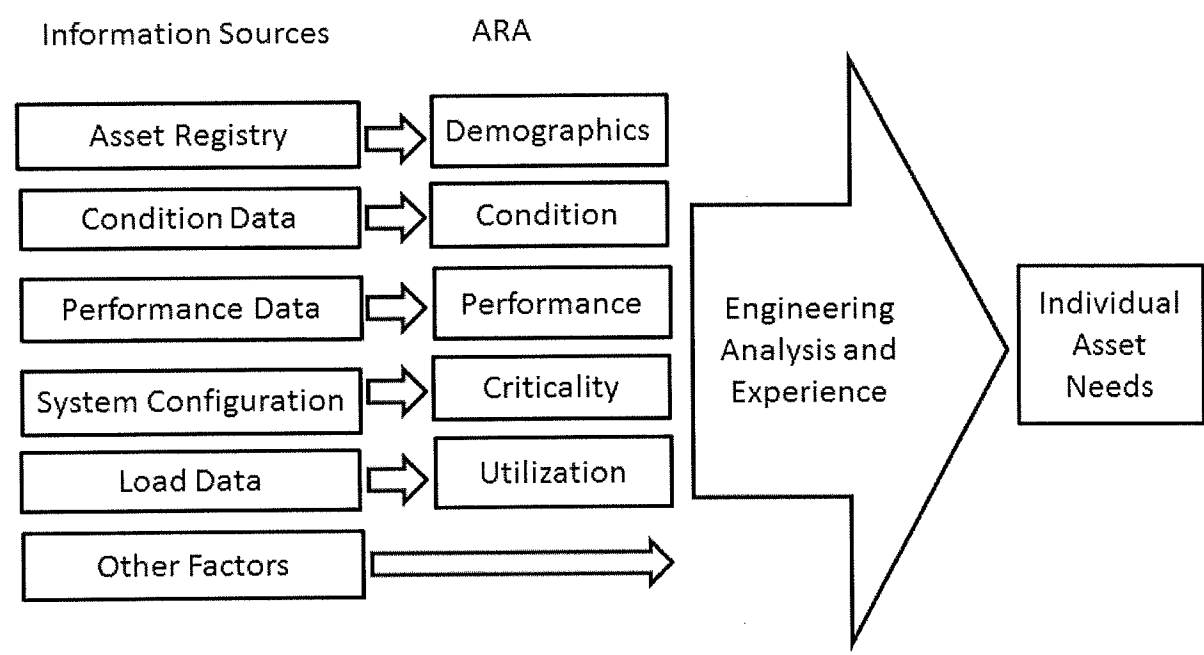 Information Sources
ARA
Asset Registry
Demographics
Condition Data
Condition
Performance Data
Performance
System Configuration
Criticality
Load Data
Utilization
Other Factors
Engineering
Analysis and
Experience
Individual
Asset
Needs